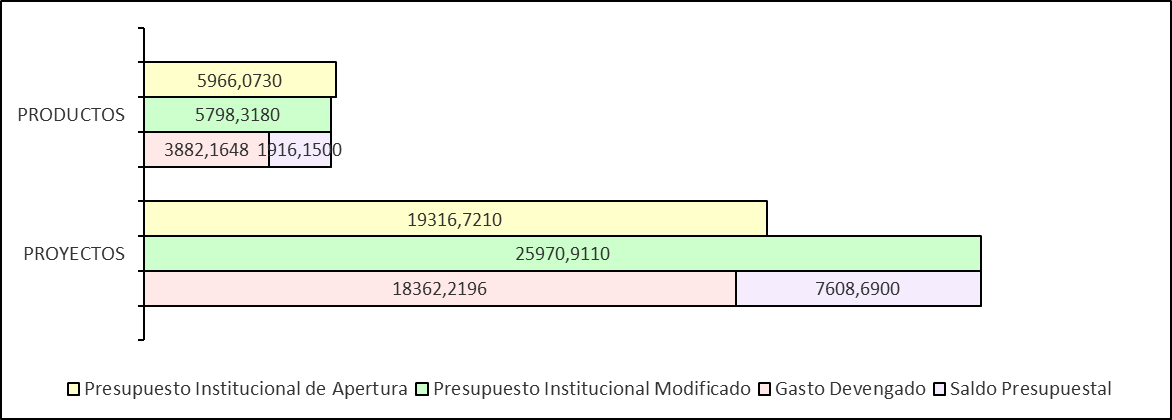 5966,0730
PRODUCTOS
5798,3180
3882,1648 1916,1500
19316,7210
PROYECTOS
25970,9110
18362,2196 7608,6900
Presupuesto Institucional de Apertura Presupuesto Institucional Modificado Gasto Devengado Saldo Presupuestal